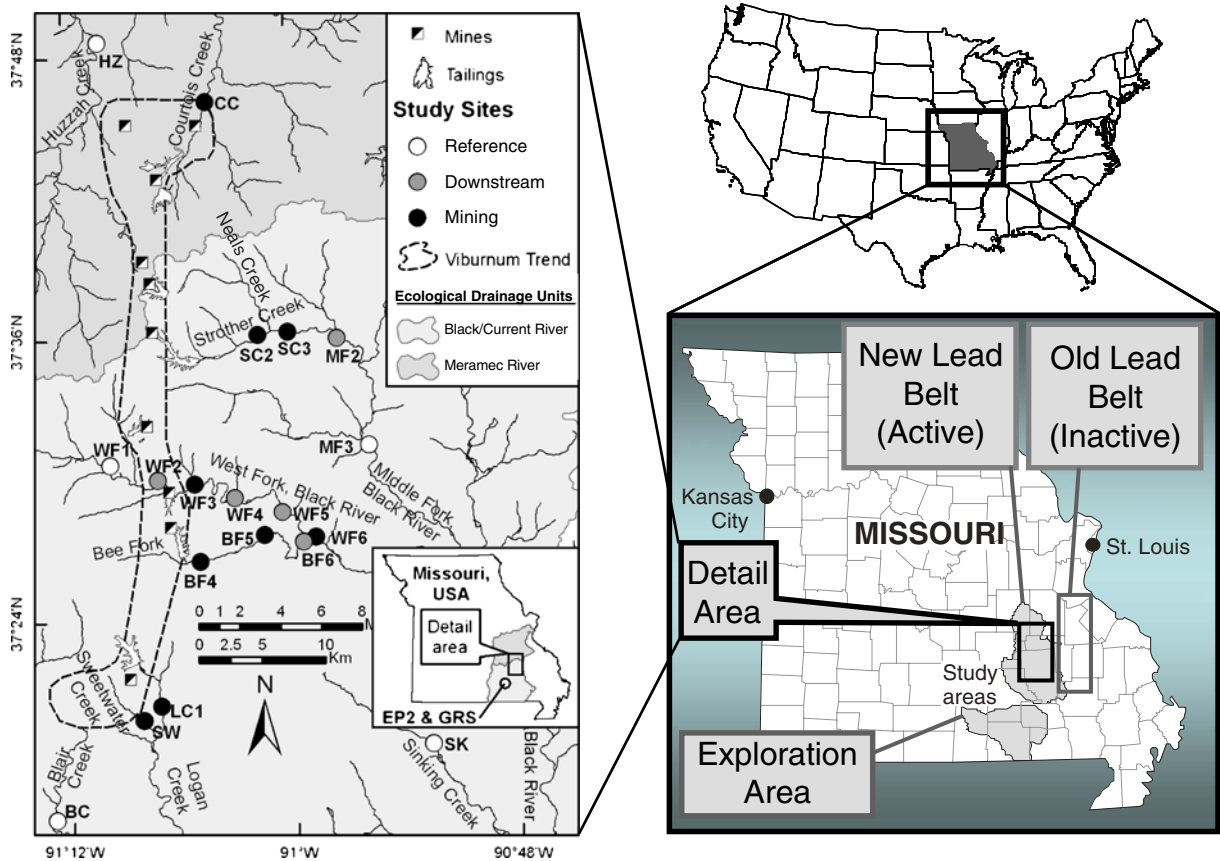 37°48'N
37°36'N
37°24'N
91°12'W
91°W
90°48'W
HZ
Huzzah Creek
Courtois Creek
CC
Mines
Tailings
Study Sites
Reference
Downstream
Mining
Viburnum Trend
Ecological Drainage Units
Black/Current River
Meramec River
Neals Creek
Strother Creek
SC2
SC3
MF2
MF3
WF1
WF2
WF3
West Fork, Black River
WF4
WF5
Middle Fork
Black River
Bee Fork
BF5
WF6
BF6
BF4
0 1 2 4 6 8
0 2.5 5 10
Km
N
Missouri,
USA
Detail
area
EP2 & GRS
Sweetwater
Creek
LC1
SW
Blair
Creek
Logan
Creek
BC
SK
Sinking Creek
Black River
New Lead
Belt
(Active)
Old Lead
Belt
(Inactive)
Kansas
City
MISSOURI
St. Louis
Detail
Area
Study
areas
Exploration
Area